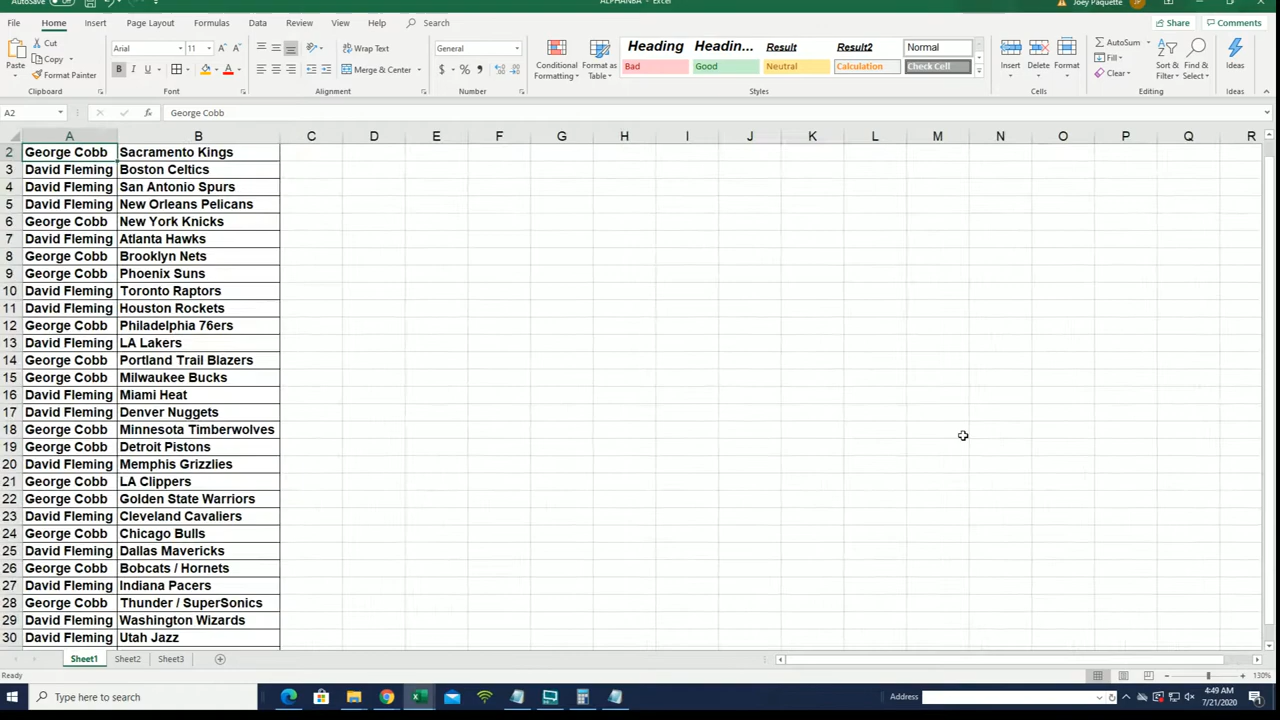 AutoSave Off ALPHANBA - Excel Joey Paquette JP
File Home Insert Page Layout Formulas Data Review View Help Search Share Comments
Paste Cut Copy Format Painter Clipboard
Arial 11 B I U A Font
Wrap Text Merge & Center Alignment
General $ % Number
Conditional Formatting Format as Table
Heading Headin... Result Result2 Normal
Bad Good Neutral Calculation Check Cell
Styles
Insert Delete Format Cells
AutoSum Fill Clear Sort & Filter Find & Select Editing
Ideas Ideas
A2 fx George Cobb
A B C D E F G H I J K L M N O P Q R
2 George Cobb Sacramento Kings
3 David Fleming Boston Celtics
4 David Fleming San Antonio Spurs
5 David Fleming New Orleans Pelicans
6 George Cobb New York Knicks
7 David Fleming Atlanta Hawks
8 George Cobb Brooklyn Nets
9 George Cobb Phoenix Suns
10 David Fleming Toronto Raptors
11 David Fleming Houston Rockets
12 George Cobb Philadelphia 76ers
13 David Fleming LA Lakers
14 George Cobb Portland Trail Blazers
15 George Cobb Milwaukee Bucks
16 David Fleming Miami Heat
17 David Fleming Denver Nuggets
18 George Cobb Minnesota Timberwolves
19 George Cobb Detroit Pistons
20 David Fleming Memphis Grizzlies
21 George Cobb LA Clippers
22 George Cobb Golden State Warriors
23 David Fleming Cleveland Cavaliers
24 George Cobb Chicago Bulls
25 David Fleming Dallas Mavericks
26 George Cobb Bobcats / Hornets
27 David Fleming Indiana Pacers
28 George Cobb Thunder / SuperSonics
29 David Fleming Washington Wizards
30 David Fleming Utah Jazz
Sheet1 Sheet2 Sheet3
Ready 130%
Type here to search Address 4:49 AM
7/21/2020